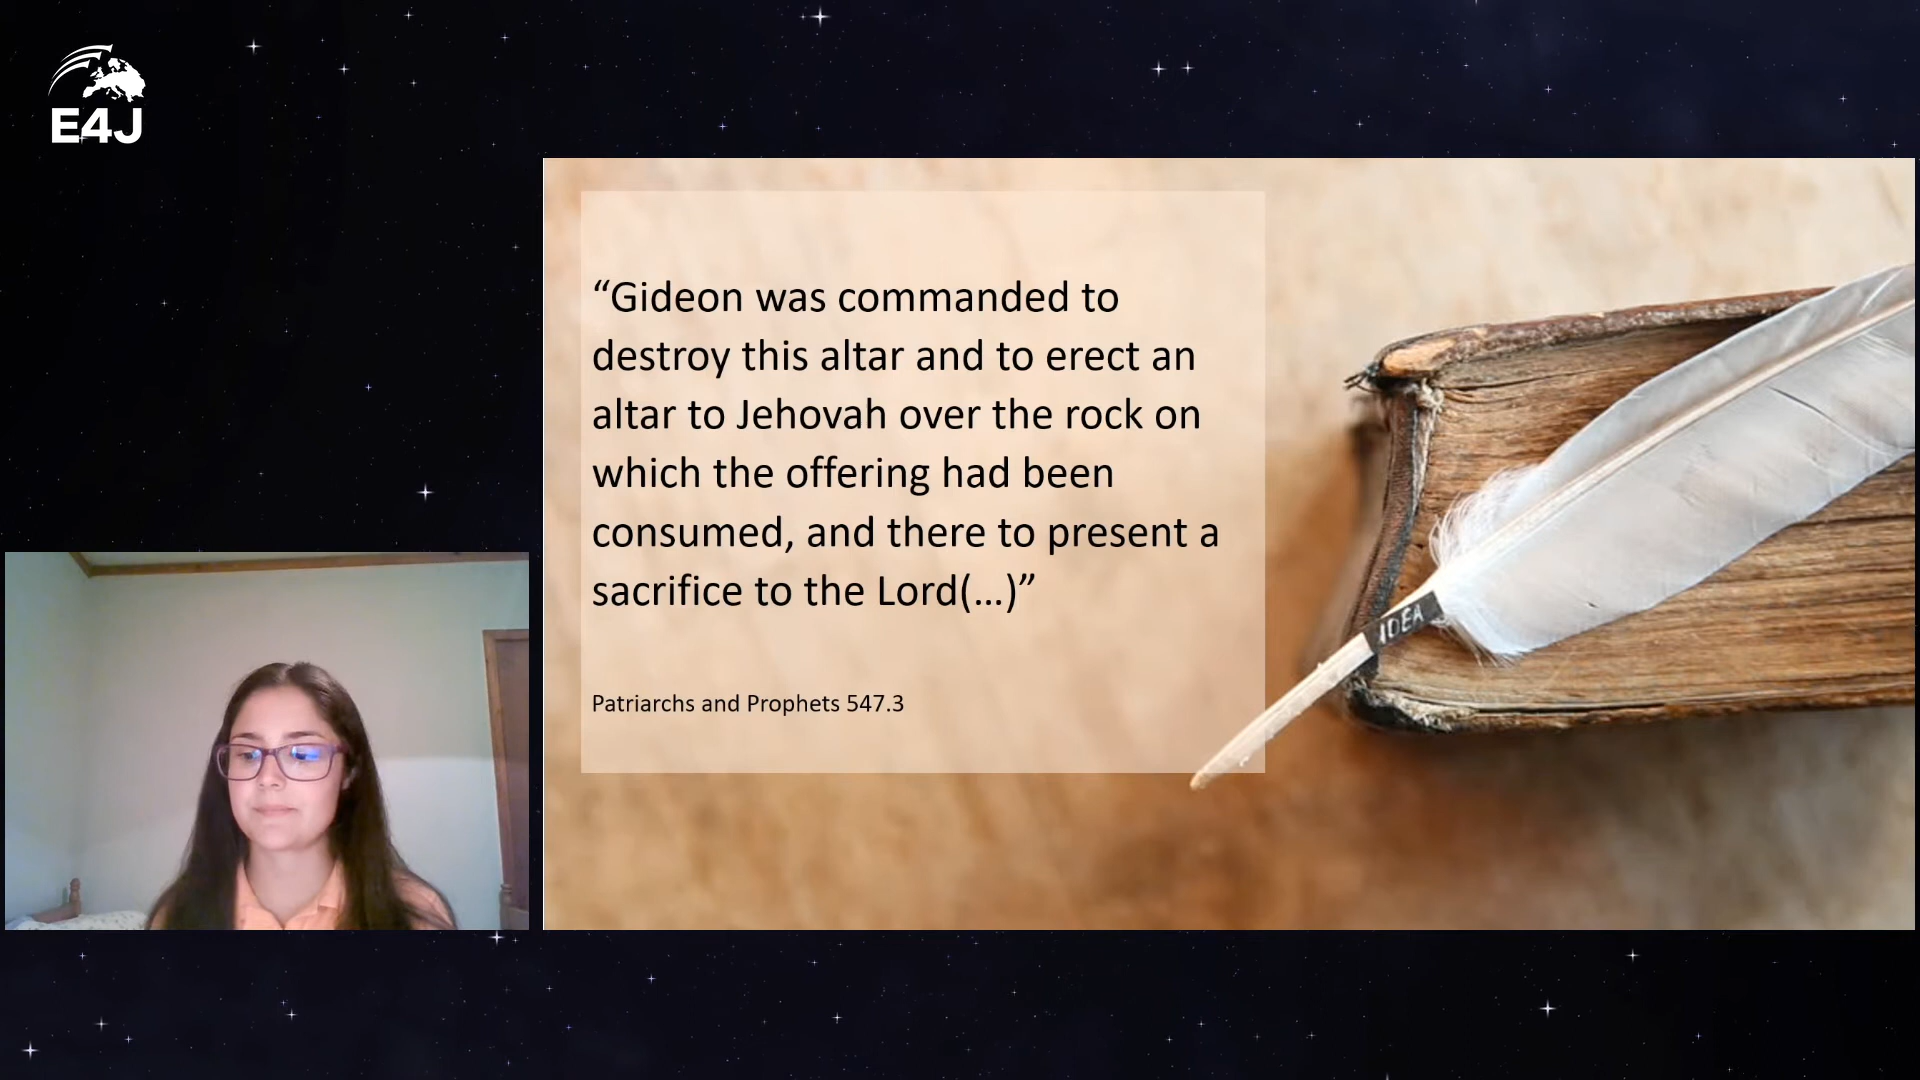 E4J
“Gideon was commanded to
destroy this altar and to erect an
altar to Jehovah over the rock on
which the offering had been
consumed, and there to present a
sacrifice to the Lord(...)”
Patriarchs and Prophets 547.3
IDEA